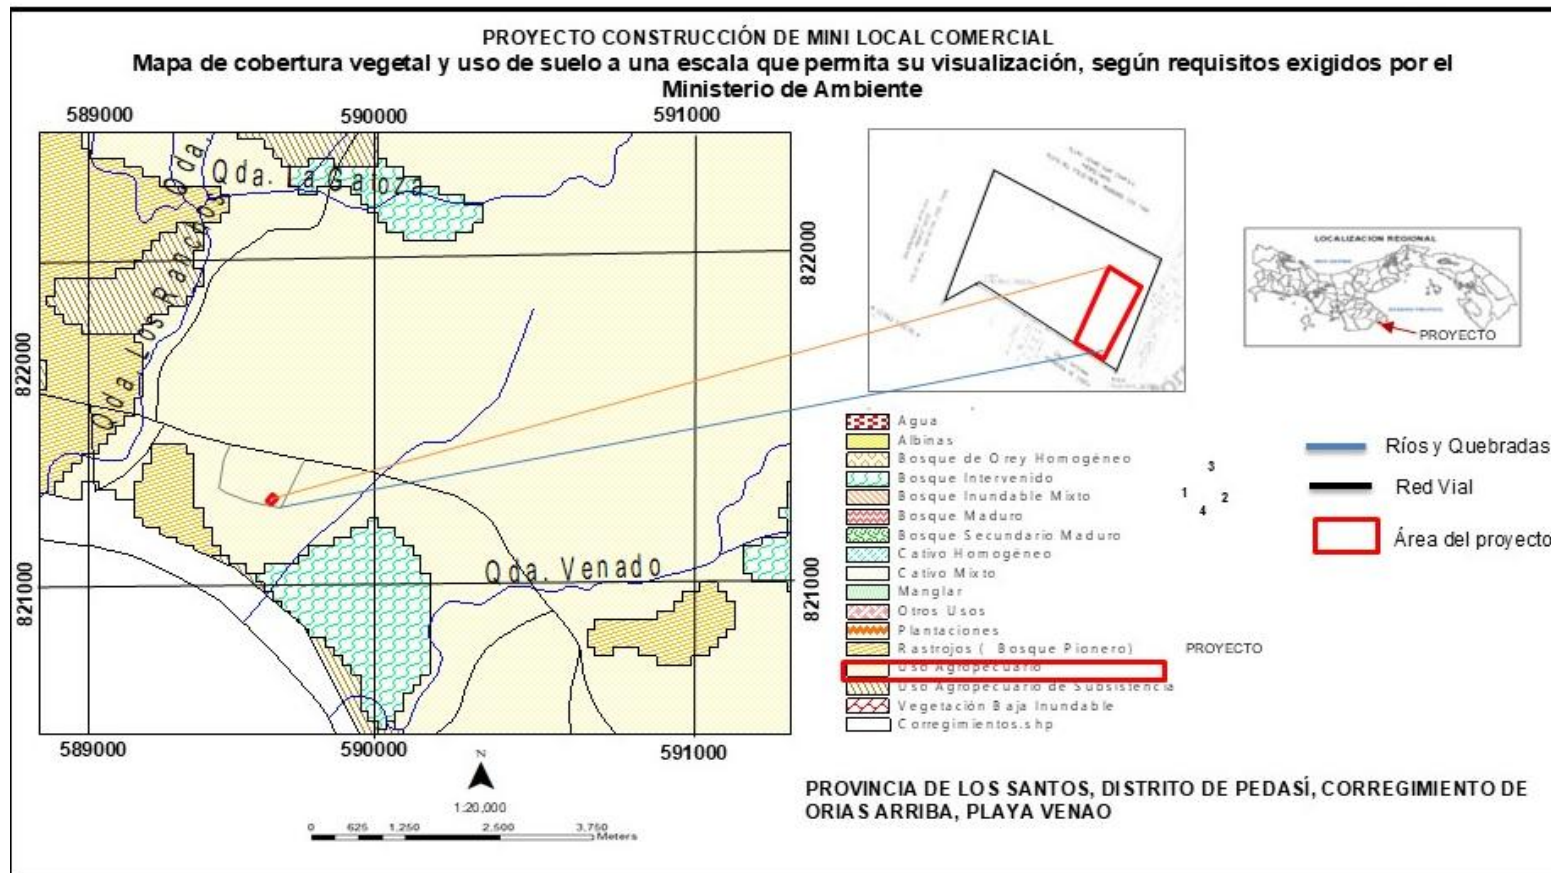 PROYECTO CONSTRUCCIÓN DE MINI LOCAL COMERCIAL
Mapa de cobertura vegetal y uso de suelo a una escala que permita su visualización, según requisitos exigidos por el
Ministerio de Ambiente
589000
590000
591000
Qda.
Qda. La Garoza
Qda. Los Ranchos
822000
822000
821000
821000
Qda. Venado
589000
590000
591000
N
1:20,000
0 625 1,250 2,500 3,750
Meters
LOCALIZACION REGIONAL
PROYECTO
Agua
Albinas
Bosque de Orey Homogéneo
Bosque Intervenido
Bosque Inundable Mixto
Bosque Maduro
Bosque Secundario Maduro
Cativo Homogéneo
Cativo Mixto
Manglar
Otros Usos
Plantaciones
Rastrojos ( Bosque Pionero)
PROYECTO
Uso Agropecuario
Uso Agropecuario de Subsistencia
Vegetación Baja Inundable
Corregimientos.shp
3
1
2
4
Ríos y Quebradas
Red Vial
Área del proyecto
PROVINCIA DE LOS SANTOS, DISTRITO DE PEDASÍ, CORREGIMIENTO DE
ORIAS ARRIBA, PLAYA VENAO